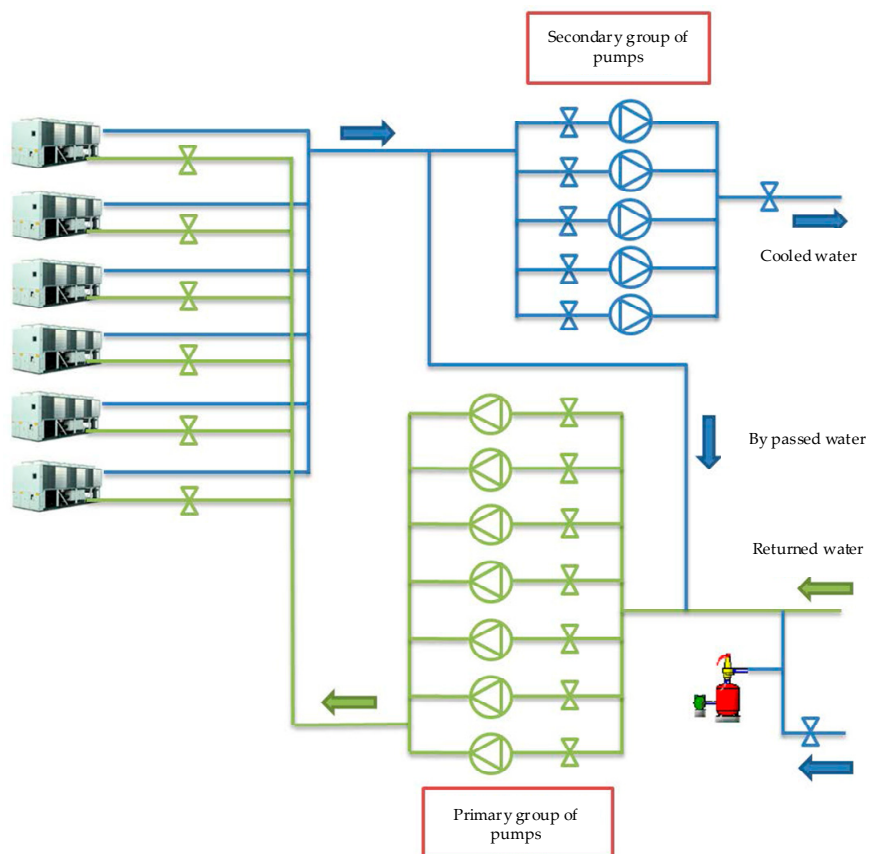 Secondary group of
pumps
Cooled water
By passed water
Returned water
Primary group of
pumps